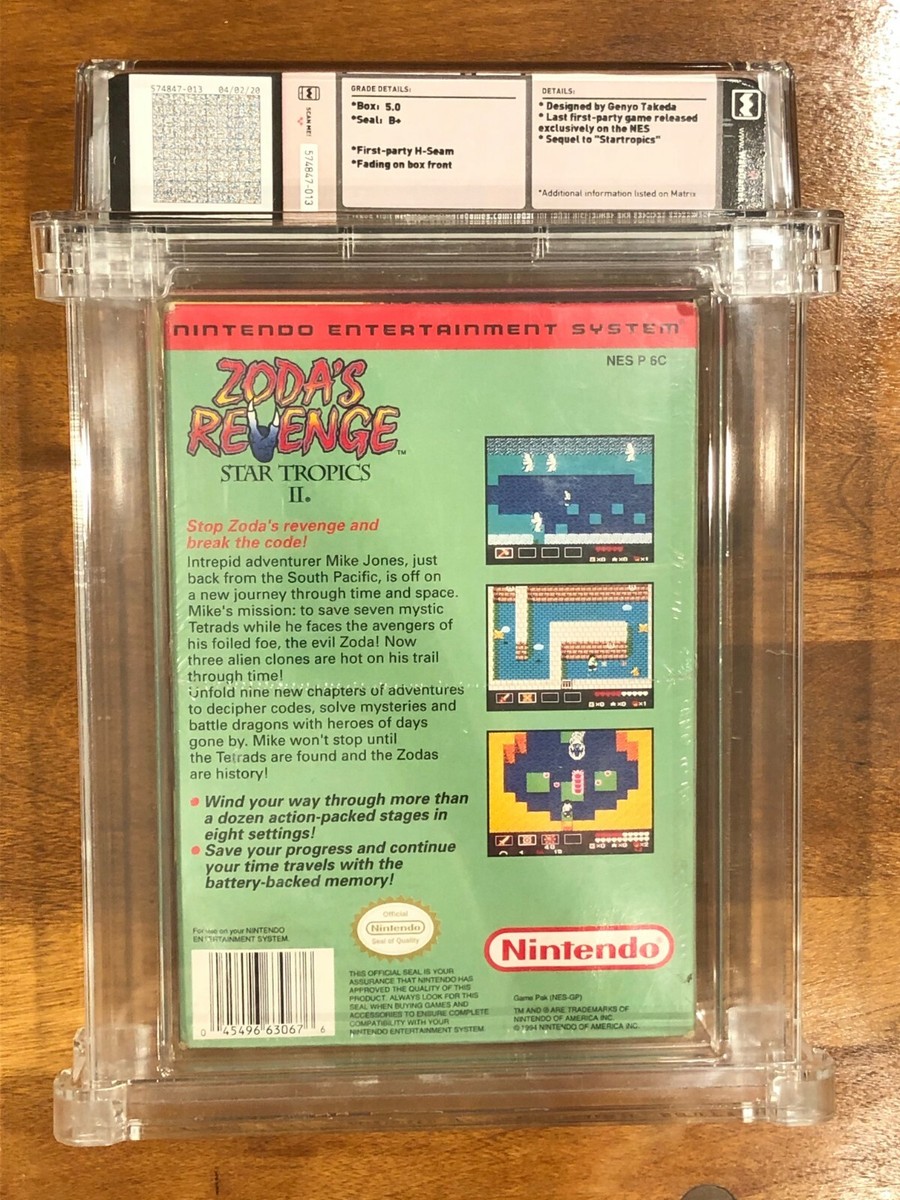 574847-013 04/02/20
SCAN ME!
574847-013
GRADE DETAILS:
*Box: 5.0
*Seal: B+
*First-party H-Seam
*Fading on box front
DETAILS:
* Designed by Genyo Takeda
* Last first-party game released
exclusively on the NES
* Sequel to "Startropics"
*Additional information listed on Matrix
NINTENDO ENTERTAINMENT SYSTEM®
NES P 6C
ZODA'S
REVENGE™
STAR TROPICS
II®
Stop Zoda's revenge and
break the code!
Intrepid adventurer Mike Jones, just
back from the South Pacific, is off on
a new journey through time and space.
Mike's mission: to save seven mystic
Tetrads while he faces the avengers of
his foiled foe, the evil Zoda! Now
three alien clones are hot on his trail
through time!
Unfold nine new chapters of adventures
to decipher codes, solve mysteries and
battle dragons with heroes of days
gone by. Mike won't stop until
the Tetrads are found and the Zodas
are history!
• Wind your way through more than
a dozen action-packed stages in
eight settings!
• Save your progress and continue
your time travels with the
battery-backed memory!
For use on your NINTENDO
ENTERTAINMENT SYSTEM.
0 45496 63067 6
Official
Nintendo
Seal of Quality
THIS OFFICIAL SEAL IS YOUR
ASSURANCE THAT NINTENDO HAS
APPROVED THE QUALITY OF THIS
PRODUCT. ALWAYS LOOK FOR THIS
SEAL WHEN BUYING GAMES AND
ACCESSORIES TO ENSURE COMPLETE
COMPATIBILITY WITH YOUR
NINTENDO ENTERTAINMENT SYSTEM.
Nintendo®
Game Pak (NES-GP)
TM AND ® ARE TRADEMARKS OF
NINTENDO OF AMERICA INC.
© 1994 NINTENDO OF AMERICA INC.